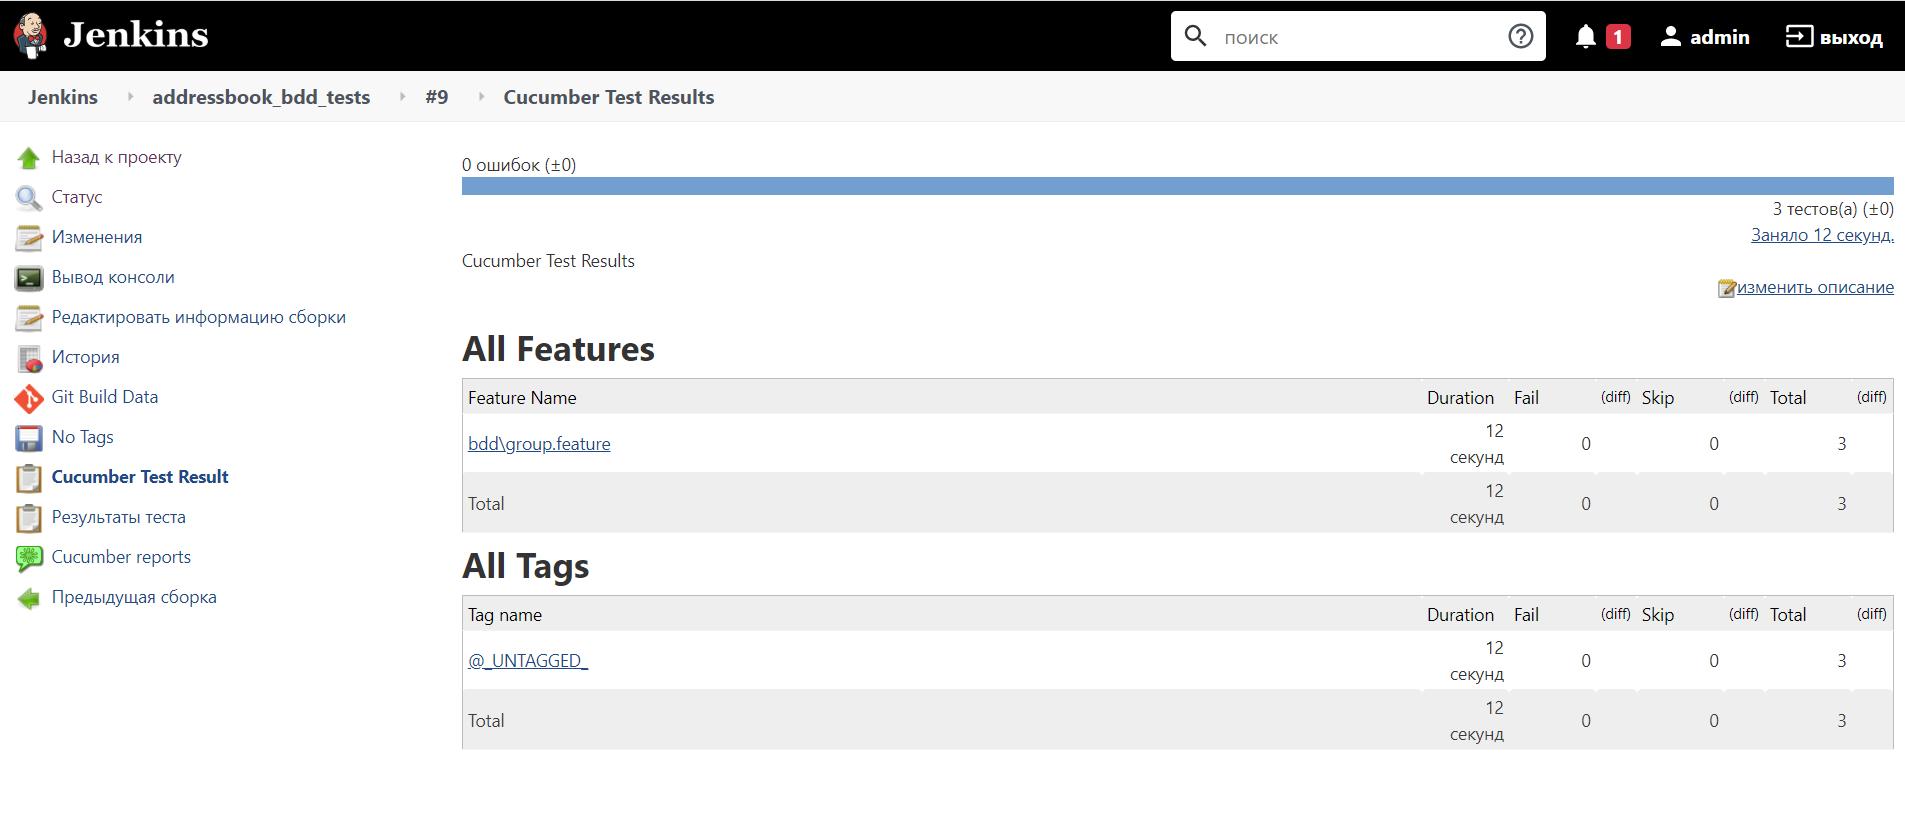 Jenkins
поиск
1
admin
выход
Jenkins
addressbook_bdd_tests
#9
Cucumber Test Results
Назад к проекту
Статус
Изменения
Вывод консоли
Редактировать информацию сборки
История
Git Build Data
No Tags
Cucumber Test Result
Результаты теста
Cucumber reports
Предыдущая сборка
0 ошибок (±0)
3 тестов(а) (±0)
Заняло 12 секунд.
Cucumber Test Results
изменить описание
All Features
Feature Name Duration Fail (diff) Skip (diff) Total (diff)
bdd\group.feature 12 секунд 0 0 3
Total 12 секунд 0 0 3
All Tags
Tag name Duration Fail (diff) Skip (diff) Total (diff)
@_UNTAGGED_ 12 секунд 0 0 3
Total 12 секунд 0 0 3